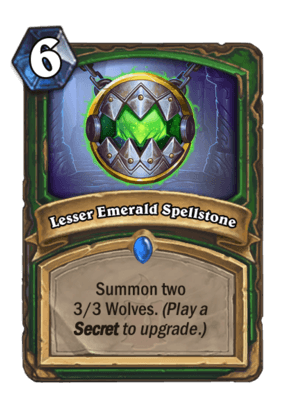 6
Lesser Emerald Spellstone
Summon two
3/3 Wolves. (Play a
Secret to upgrade.)